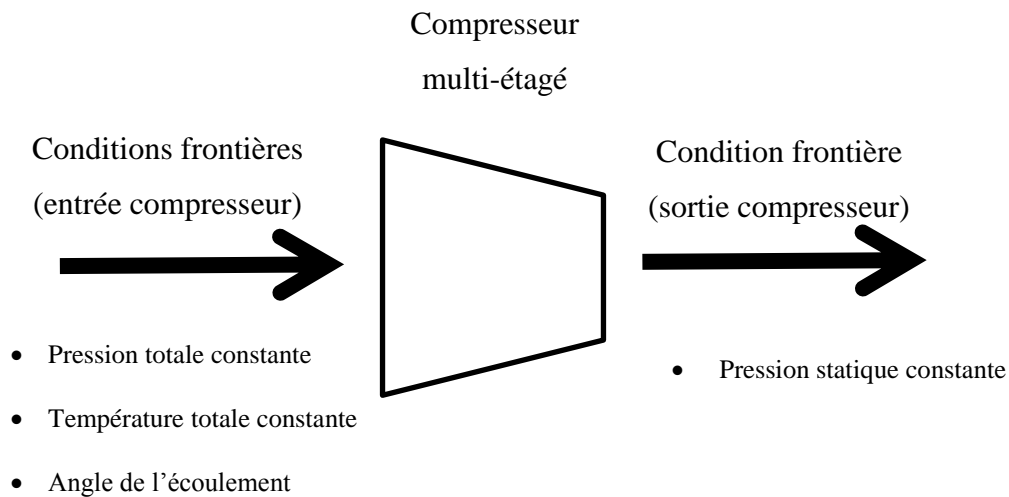 Compresseur
multi-étagé
Conditions frontières
(entrée compresseur)
Condition frontière
(sortie compresseur)
• Pression totale constante
• Température totale constante
• Angle de l’écoulement
• Pression statique constante